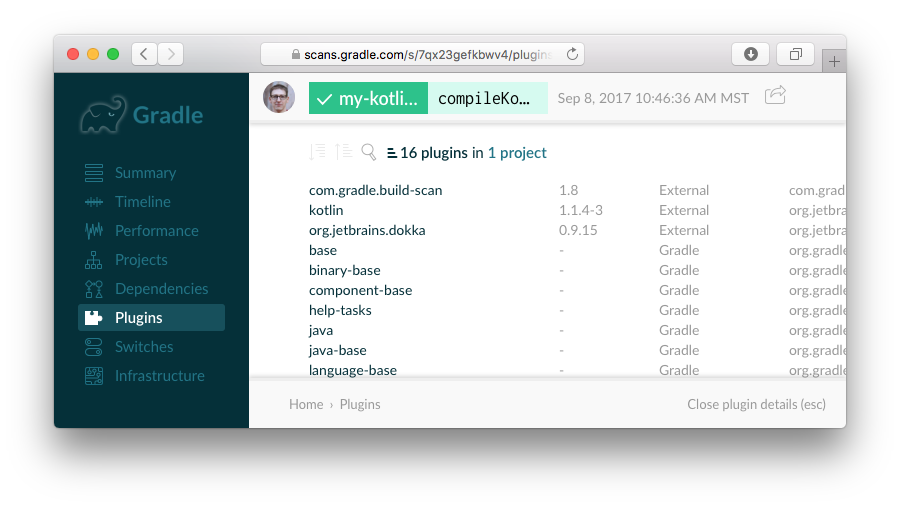 scans.gradle.com/s/7qx23gefkbwv4/plugins
Gradle
Summary
Timeline
Performance
Projects
Dependencies
Plugins
Switches
Infrastructure
my-kotli... compileKo... Sep 8, 2017 10:46:36 AM MST
16 plugins in 1 project
com.gradle.build-scan 1.8 External com.grad
kotlin 1.1.4-3 External org.jetbra
org.jetbrains.dokka 0.9.15 External org.jetbra
base - Gradle org.gradle
binary-base - Gradle org.gradle
component-base - Gradle org.gradle
help-tasks - Gradle org.gradle
java - Gradle org.gradle
java-base - Gradle org.gradle
language-base - Gradle org.gradle
Home › Plugins Close plugin details (esc)